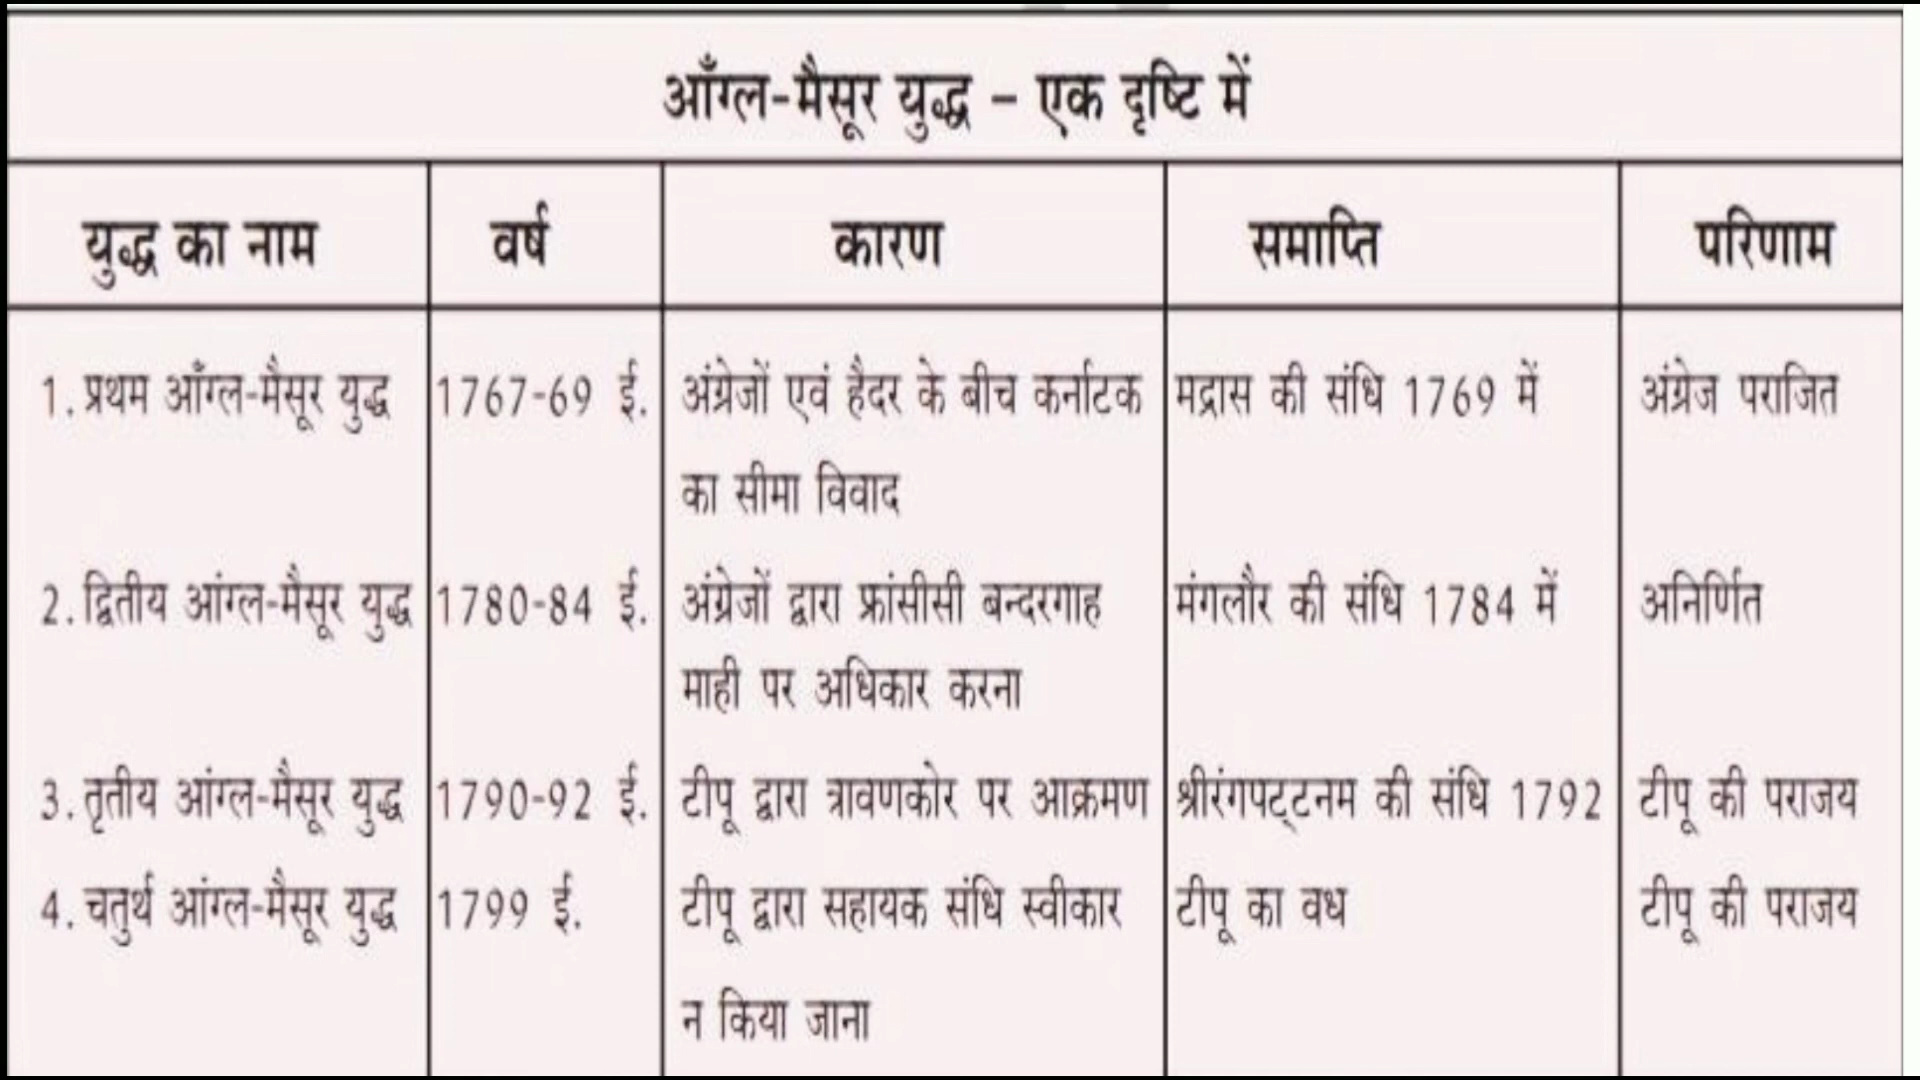 आँग्ल-मैसूर युद्ध – एक दृष्टि में
युद्ध का नाम वर्ष कारण समाप्ति परिणाम
1. प्रथम आँग्ल-मैसूर युद्ध 1767-69 ई. अंग्रेजों एवं हैदर के बीच कर्नाटक मद्रास की संधि 1769 में अंग्रेज पराजित
का सीमा विवाद
2. द्वितीय आंग्ल-मैसूर युद्ध 1780-84 ई. अंग्रेजों द्वारा फ्रांसीसी बन्दरगाह मंगलौर की संधि 1784 में अनिर्णित
माही पर अधिकार करना
3. तृतीय आंग्ल-मैसूर युद्ध 1790-92 ई. टीपू द्वारा त्रावणकोर पर आक्रमण श्रीरंगपट्टनम की संधि 1792 टीपू की पराजय
4. चतुर्थ आंग्ल-मैसूर युद्ध 1799 ई. टीपू द्वारा सहायक संधि स्वीकार टीपू का वध टीपू की पराजय
न किया जाना